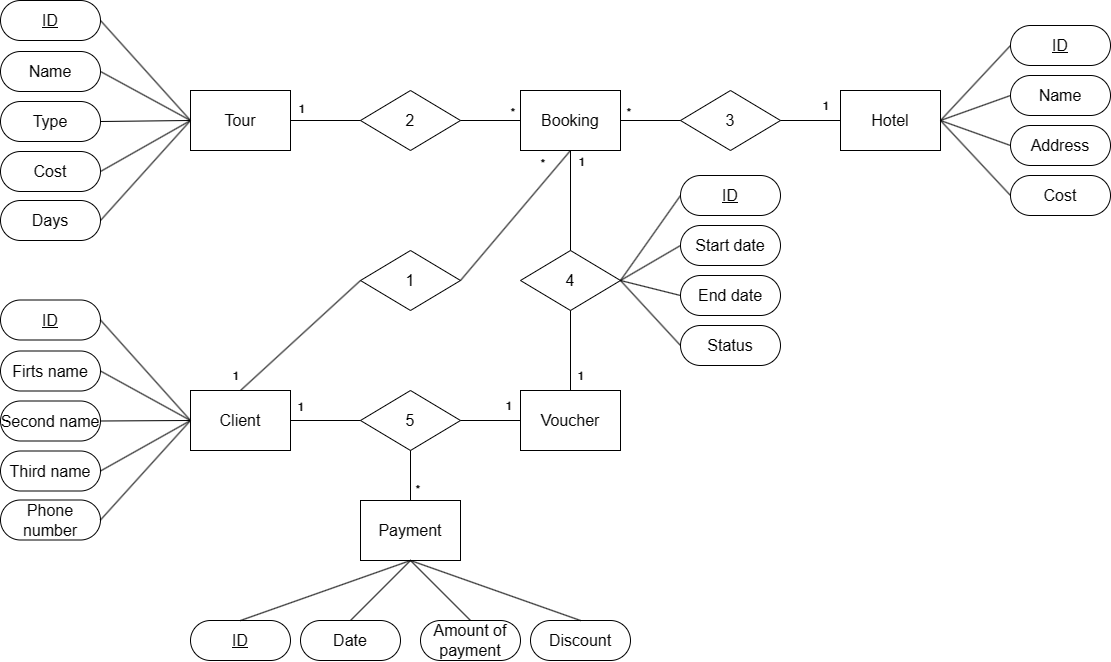 ID
Name
Type
Cost
Days
Tour
1
2
*
Booking
*
3
1
Hotel
ID
Name
Address
Cost
*
1
ID
Start date
End date
Status
1
4
1
1
ID
Firts name
Second name
Third name
Phone
number
Client
1
5
1
Voucher
*
Payment
ID
Date
Amount of
payment
Discount